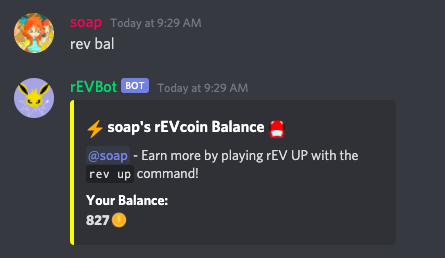 soap Today at 9:29 AM
rev bal
rEVBot BOT Today at 9:29 AM
⚡ soap's rEVcoin Balance 🚨
@soap - Earn more by playing rEV UP with the
rev up command!
Your Balance:
827🪙